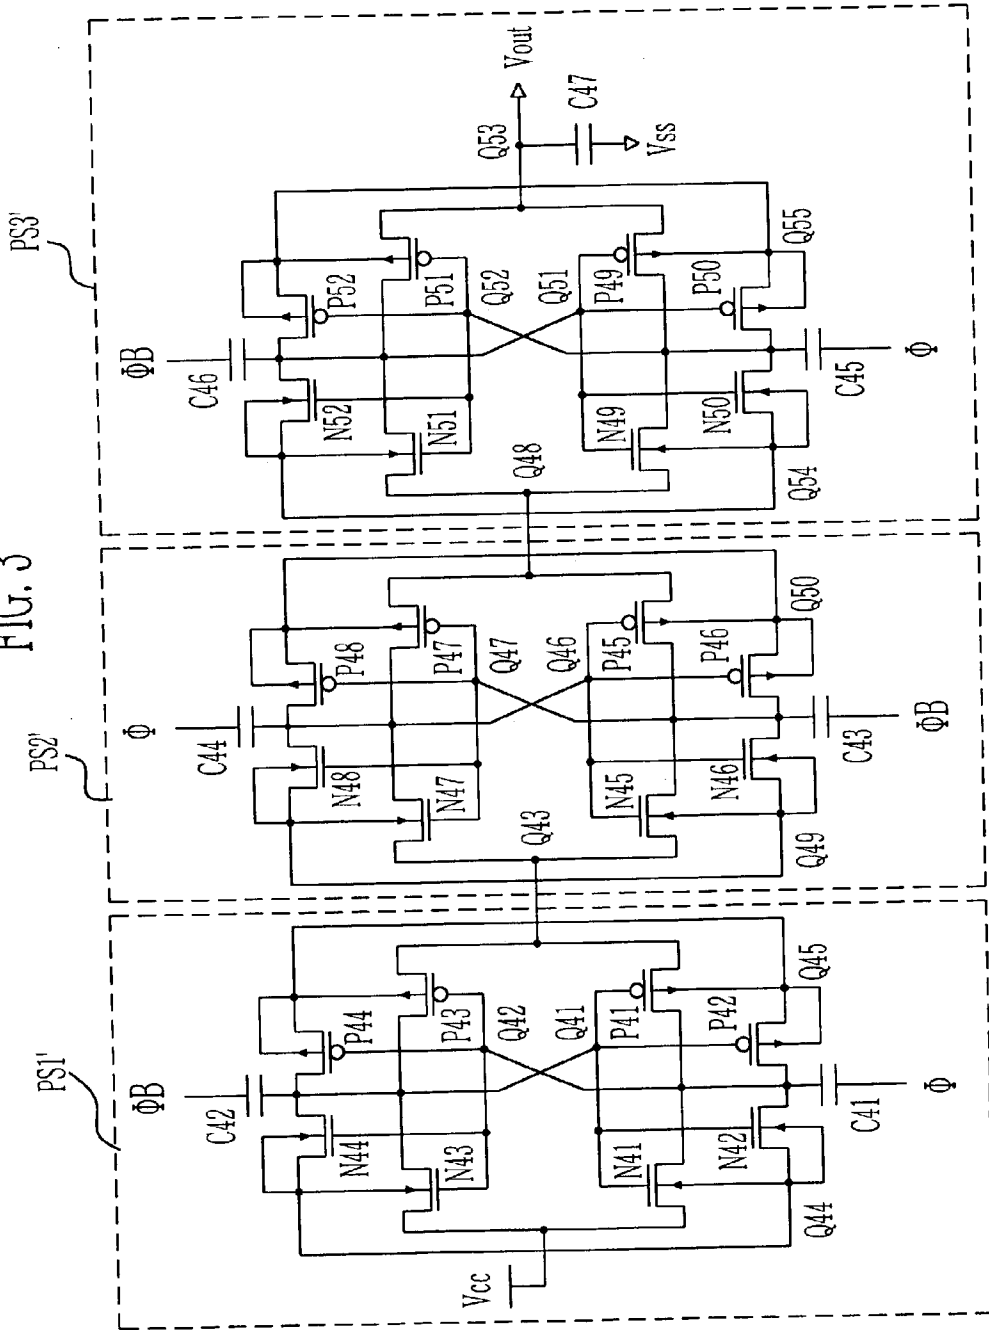 FIG. 3
PS1'
PS2'
PS3'
ΦB
C42
P44
N44
P43
N43
Q42
Q41
N41
P41
N42
P42
Q44
Q45
C41
Φ
Vcc
Φ
C44
P48
N48
P47
N47
Q47
Q43
Q46
N45
P45
N46
P46
Q49
Q50
C43
ΦB
ΦB
C46
P52
N52
P51
N51
Q52
Q48
Q51
N49
P49
N50
P50
Q54
Q55
C45
Φ
Q53
Vout
C47
Vss